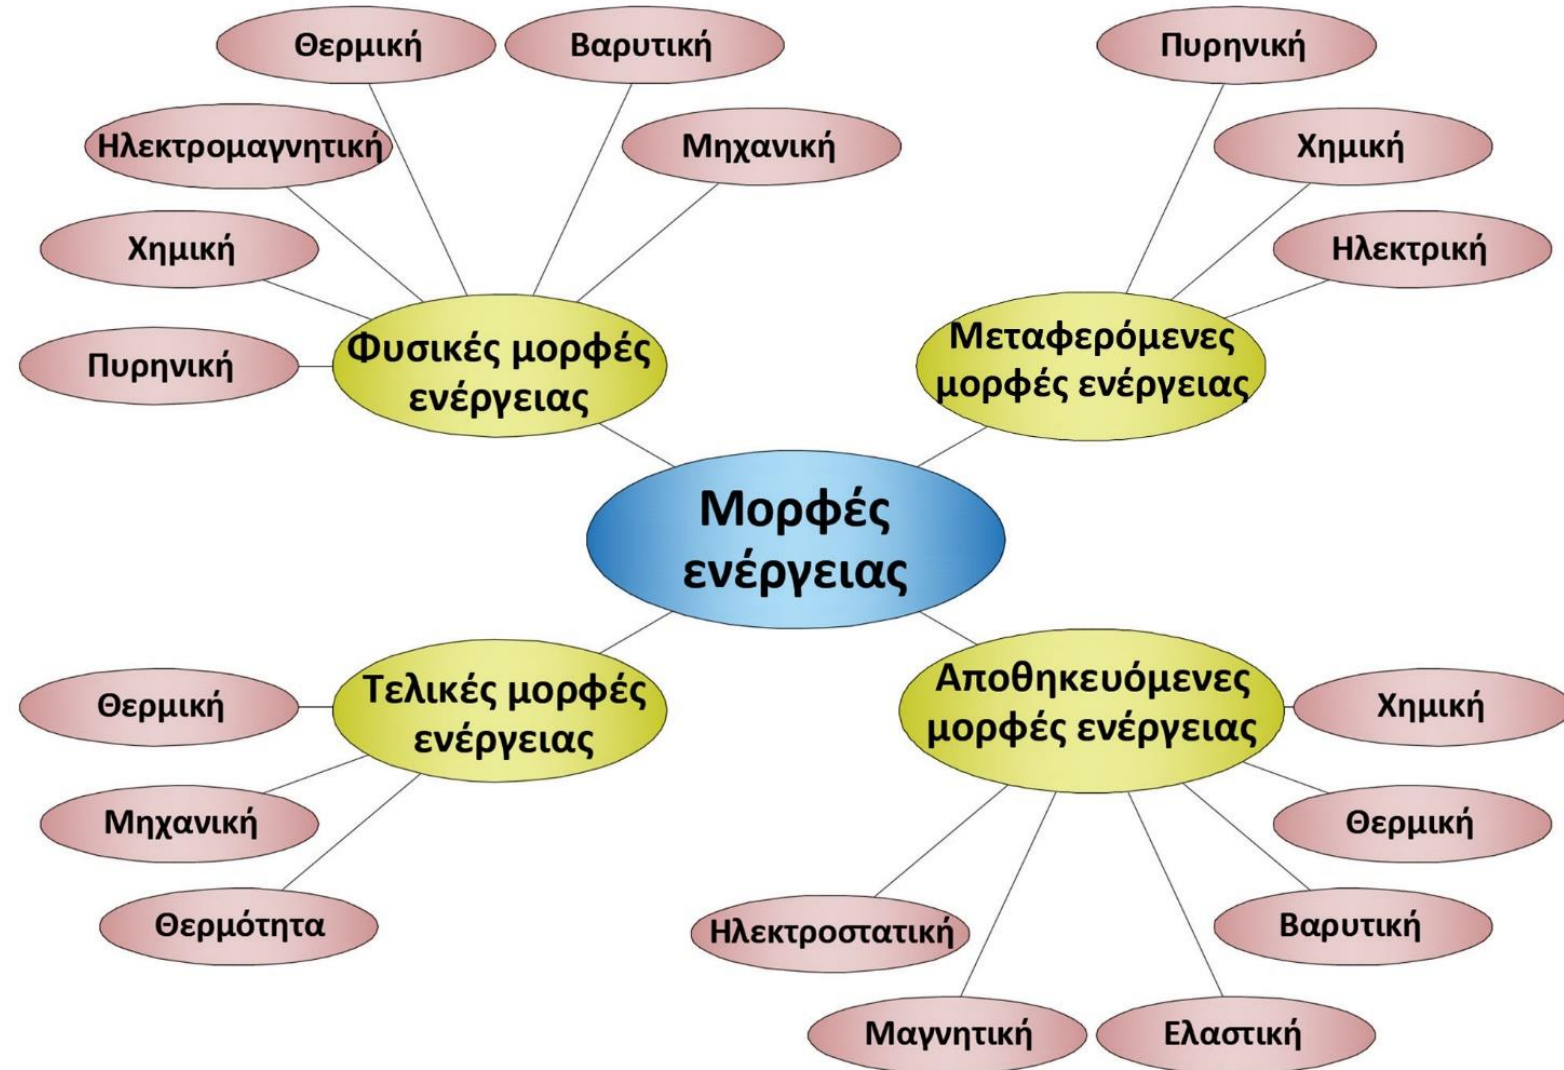 Θερμική
Βαρυτική
Πυρηνική
Ηλεκτρομαγνητική
Μηχανική
Χημική
Χημική
Ηλεκτρική
Πυρηνική
Φυσικές μορφές
ενέργειας
Μεταφερόμενες
μορφές ενέργειας
Μορφές
ενέργειας
Τελικές μορφές
ενέργειας
Αποθηκευόμενες
μορφές ενέργειας
Θερμική
Χημική
Μηχανική
Θερμική
Θερμότητα
Ηλεκτροστατική
Βαρυτική
Μαγνητική
Ελαστική